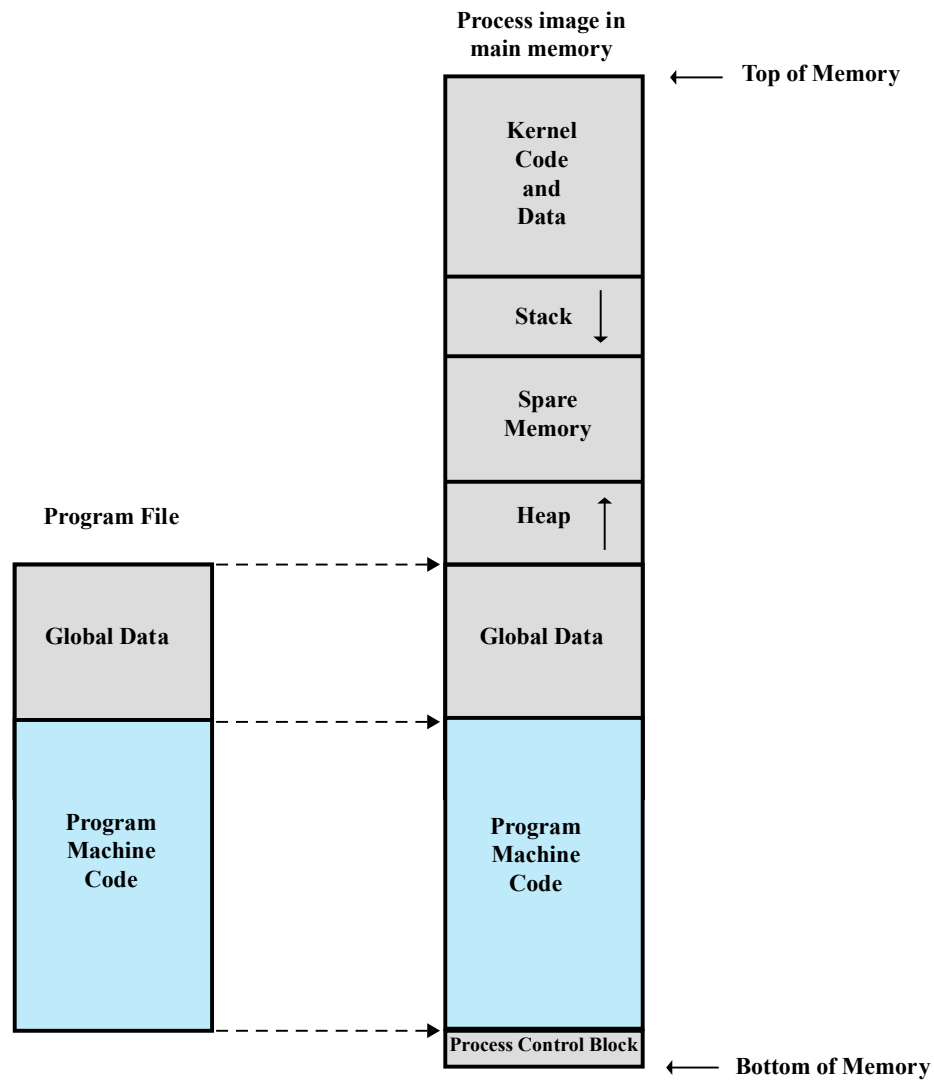 Process image in
main memory
Top of Memory
Kernel
Code
and
Data
Stack
Spare
Memory
Heap
Program File
Global Data
Global Data
Program
Machine
Code
Program
Machine
Code
Process Control Block
Bottom of Memory